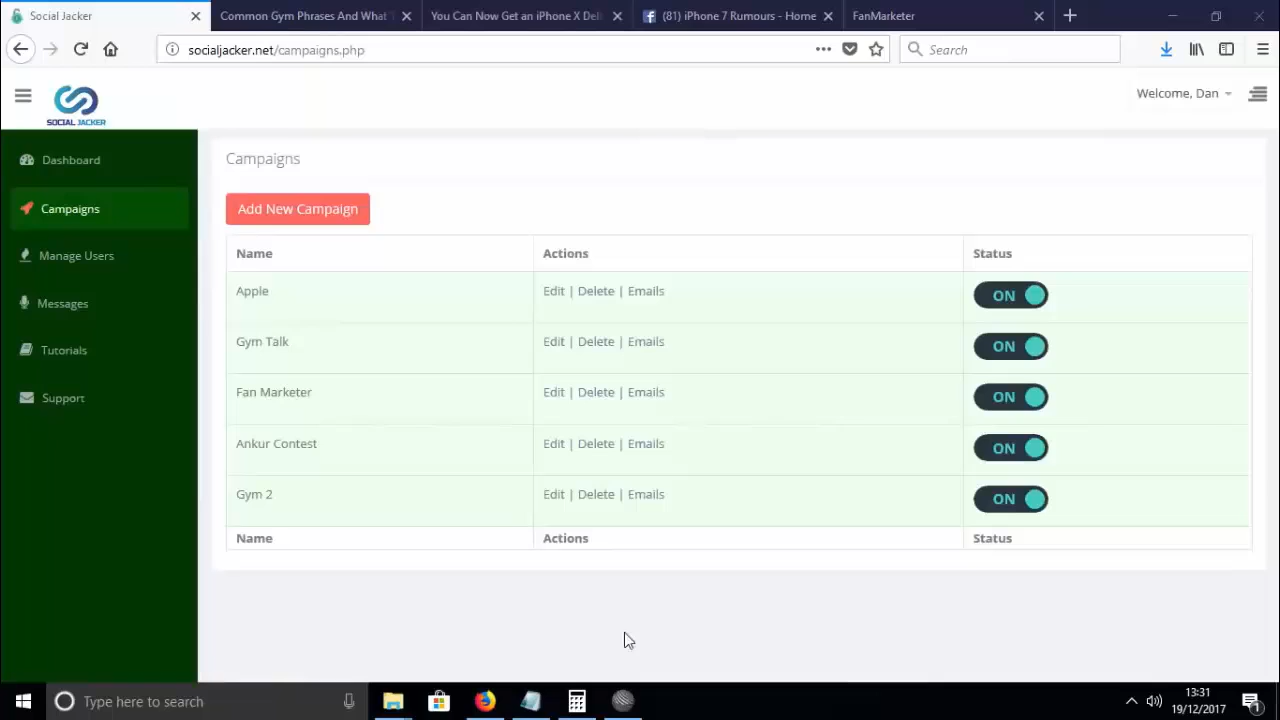 Social Jacker
Common Gym Phrases And What T
You Can Now Get an iPhone X Deli
(81) iPhone 7 Rumours - Home
FanMarketer
socialjacker.net/campaigns.php
Search
SOCIAL JACKER
Welcome, Dan
Dashboard
Campaigns
Manage Users
Messages
Tutorials
Support
Campaigns
Add New Campaign
Name Actions Status
Apple Edit | Delete | Emails ON
Gym Talk Edit | Delete | Emails ON
Fan Marketer Edit | Delete | Emails ON
Ankur Contest Edit | Delete | Emails ON
Gym 2 Edit | Delete | Emails ON
Name Actions Status
Type here to search
13:31
19/12/2017
1